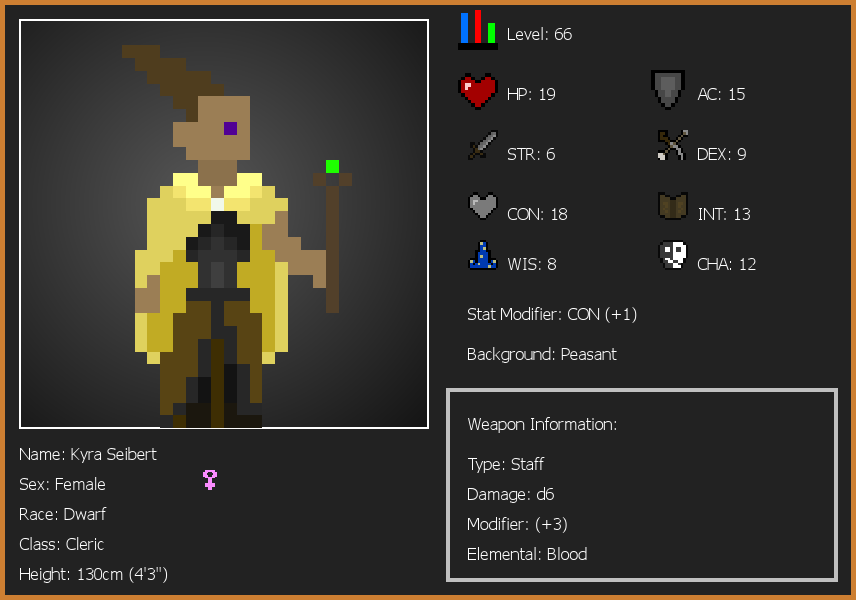 Level: 66
HP: 19
AC: 15
STR: 6
DEX: 9
CON: 18
INT: 13
WIS: 8
CHA: 12
Stat Modifier: CON (+1)
Background: Peasant
Weapon Information:
Type: Staff
Damage: d6
Modifier: (+3)
Elemental: Blood
Name: Kyra Seibert
Sex: Female
Race: Dwarf
Class: Cleric
Height: 130cm (4'3")